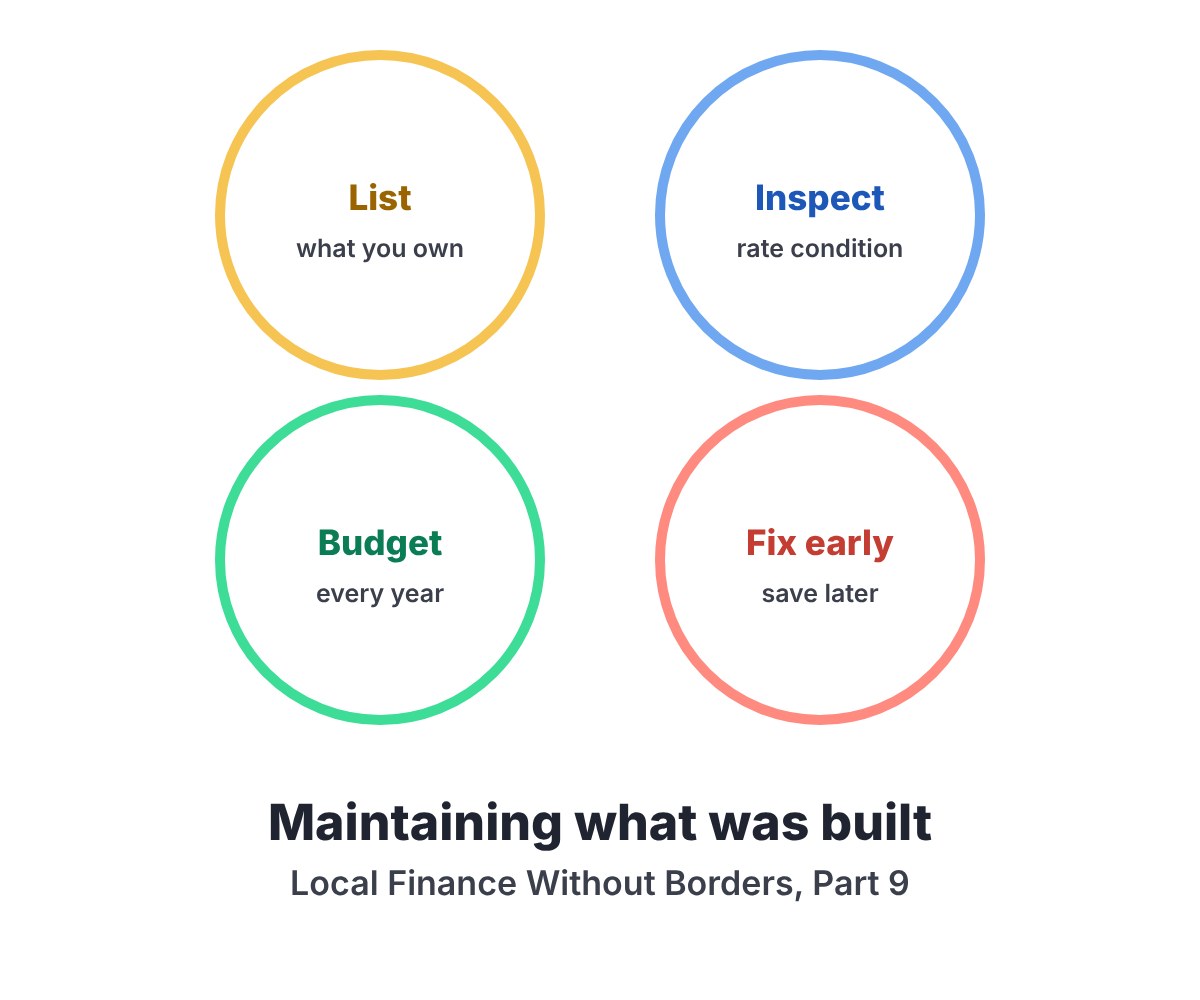 List
what you own
Inspect
rate condition
Budget
every year
Fix early
save later
Maintaining what was built
Local Finance Without Borders, Part 9